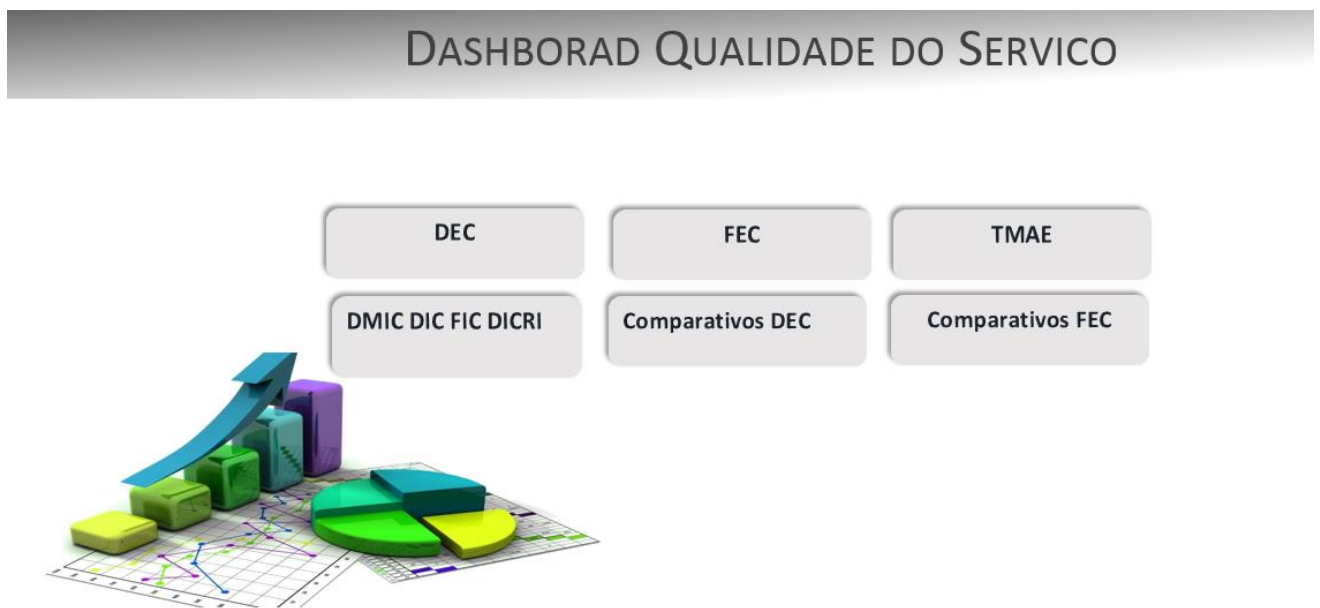 DASHBORAD QUALIDADE DO SERVICO
DEC
FEC
TMAE
DMIC DIC FIC DICRI
Comparativos DEC
Comparativos FEC